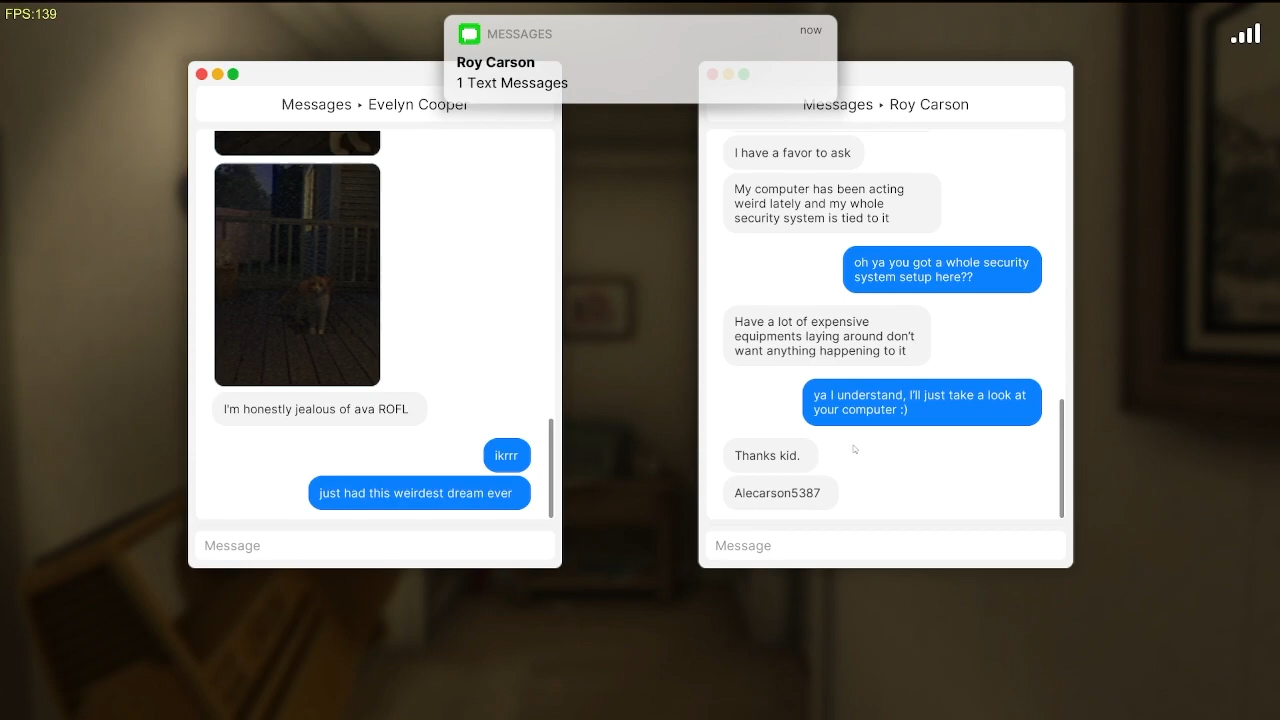 FPS:139
MESSAGES
now
Roy Carson
1 Text Messages
Messages ‣ Evelyn Cooper
I'm honestly jealous of ava ROFL
ikrrr
just had this weirdest dream ever
Message
Messages ‣ Roy Carson
I have a favor to ask
My computer has been acting
weird lately and my whole
security system is tied to it
oh ya you got a whole security
system setup here??
Have a lot of expensive
equipments laying around don't
want anything happening to it
ya I understand, I'll just take a look at
your computer :)
Thanks kid.
Alecarson5387
Message